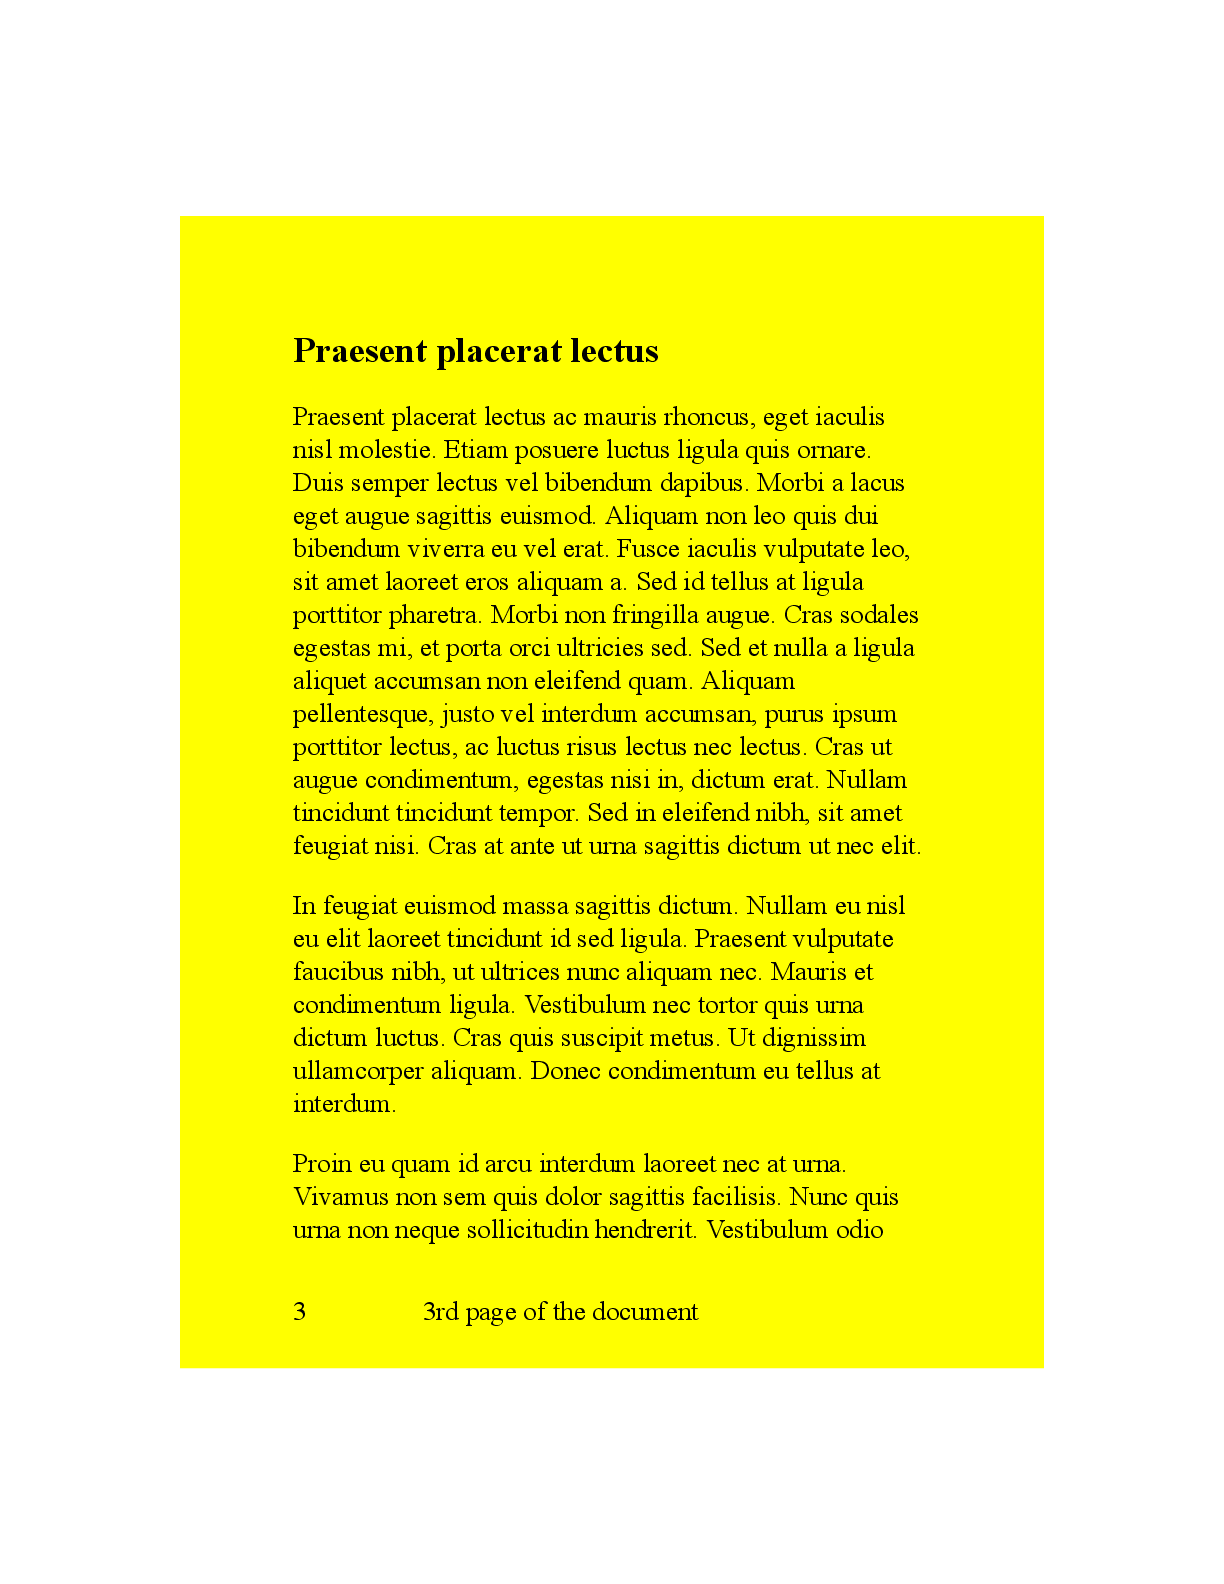 Praesent placerat lectus
Praesent placerat lectus ac mauris rhoncus, eget iaculis
nisl molestie. Etiam posuere luctus ligula quis ornare.
Duis semper lectus vel bibendum dapibus. Morbi a lacus
eget augue sagittis euismod. Aliquam non leo quis dui
bibendum viverra eu vel erat. Fusce iaculis vulputate leo,
sit amet laoreet eros aliquam a. Sed id tellus at ligula
porttitor pharetra. Morbi non fringilla augue. Cras sodales
egestas mi, et porta orci ultricies sed. Sed et nulla a ligula
aliquet accumsan non eleifend quam. Aliquam
pellentesque, justo vel interdum accumsan, purus ipsum
porttitor lectus, ac luctus risus lectus nec lectus. Cras ut
augue condimentum, egestas nisi in, dictum erat. Nullam
tincidunt tincidunt tempor. Sed in eleifend nibh, sit amet
feugiat nisi. Cras at ante ut urna sagittis dictum ut nec elit.
In feugiat euismod massa sagittis dictum. Nullam eu nisl
eu elit laoreet tincidunt id sed ligula. Praesent vulputate
faucibus nibh, ut ultrices nunc aliquam nec. Mauris et
condimentum ligula. Vestibulum nec tortor quis urna
dictum luctus. Cras quis suscipit metus. Ut dignissim
ullamcorper aliquam. Donec condimentum eu tellus at
interdum.
Proin eu quam id arcu interdum laoreet nec at urna.
Vivamus non sem quis dolor sagittis facilisis. Nunc quis
urna non neque sollicitudin hendrerit. Vestibulum odio
3 3rd page of the document